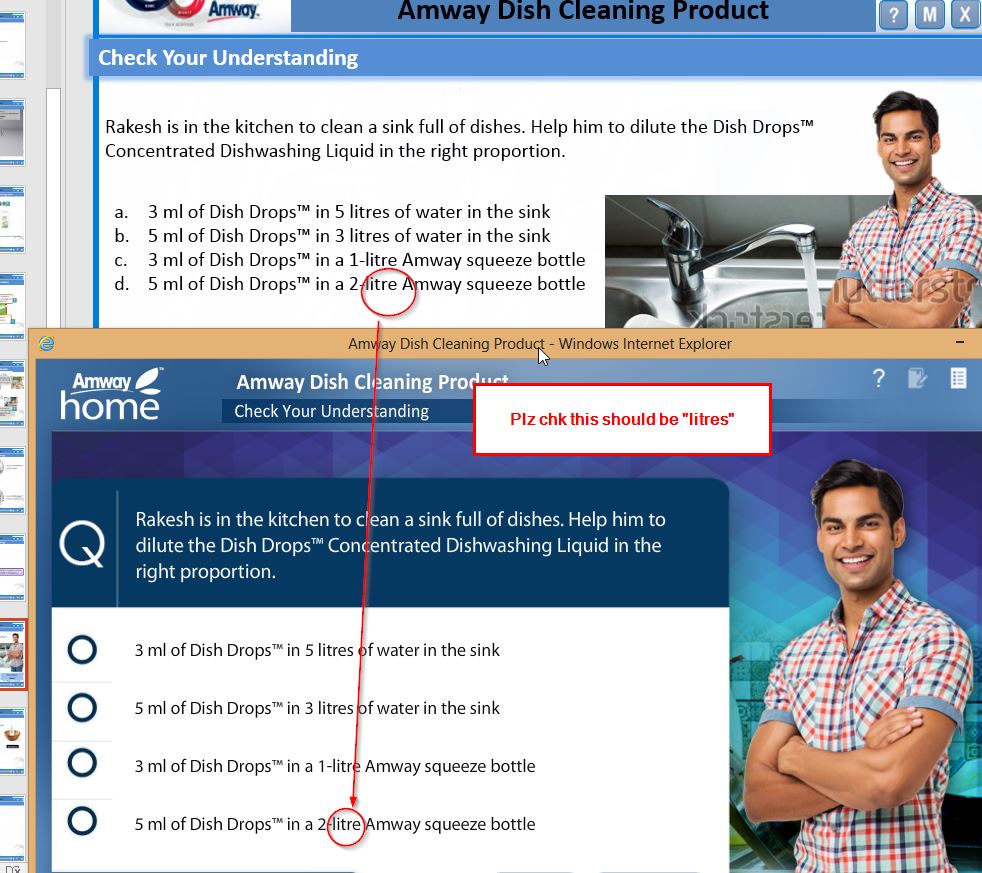 Amway™
Amway Dish Cleaning Product
? M X
Check Your Understanding
Rakesh is in the kitchen to clean a sink full of dishes. Help him to dilute the Dish Drops™
Concentrated Dishwashing Liquid in the right proportion.
a. 3 ml of Dish Drops™ in 5 litres of water in the sink
b. 5 ml of Dish Drops™ in 3 litres of water in the sink
c. 3 ml of Dish Drops™ in a 1-litre Amway squeeze bottle
d. 5 ml of Dish Drops™ in a 2-litre Amway squeeze bottle
Amway Dish Cleaning Product - Windows Internet Explorer
Amway™
home
Amway Dish Cleaning Product
?
Check Your Understanding
Plz chk this should be "litres"
Q
Rakesh is in the kitchen to clean a sink full of dishes. Help him to
dilute the Dish Drops™ Concentrated Dishwashing Liquid in the
right proportion.
3 ml of Dish Drops™ in 5 litres of water in the sink
5 ml of Dish Drops™ in 3 litres of water in the sink
3 ml of Dish Drops™ in a 1-litre Amway squeeze bottle
5 ml of Dish Drops™ in a 2-litre Amway squeeze bottle